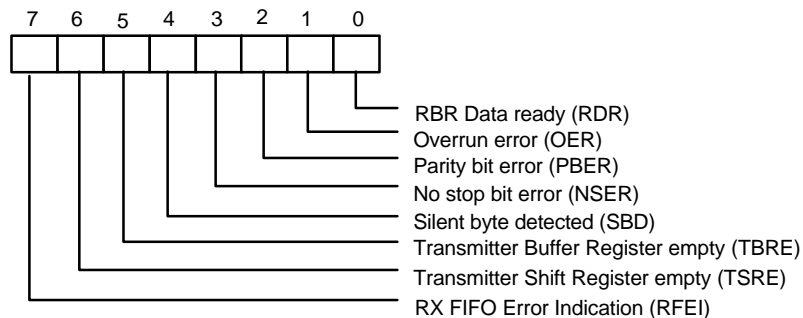 7 6 5 4 3 2 1 0
RBR Data ready (RDR)
Overrun error (OER)
Parity bit error (PBER)
No stop bit error (NSER)
Silent byte detected (SBD)
Transmitter Buffer Register empty (TBRE)
Transmitter Shift Register empty (TSRE)
RX FIFO Error Indication (RFEI)